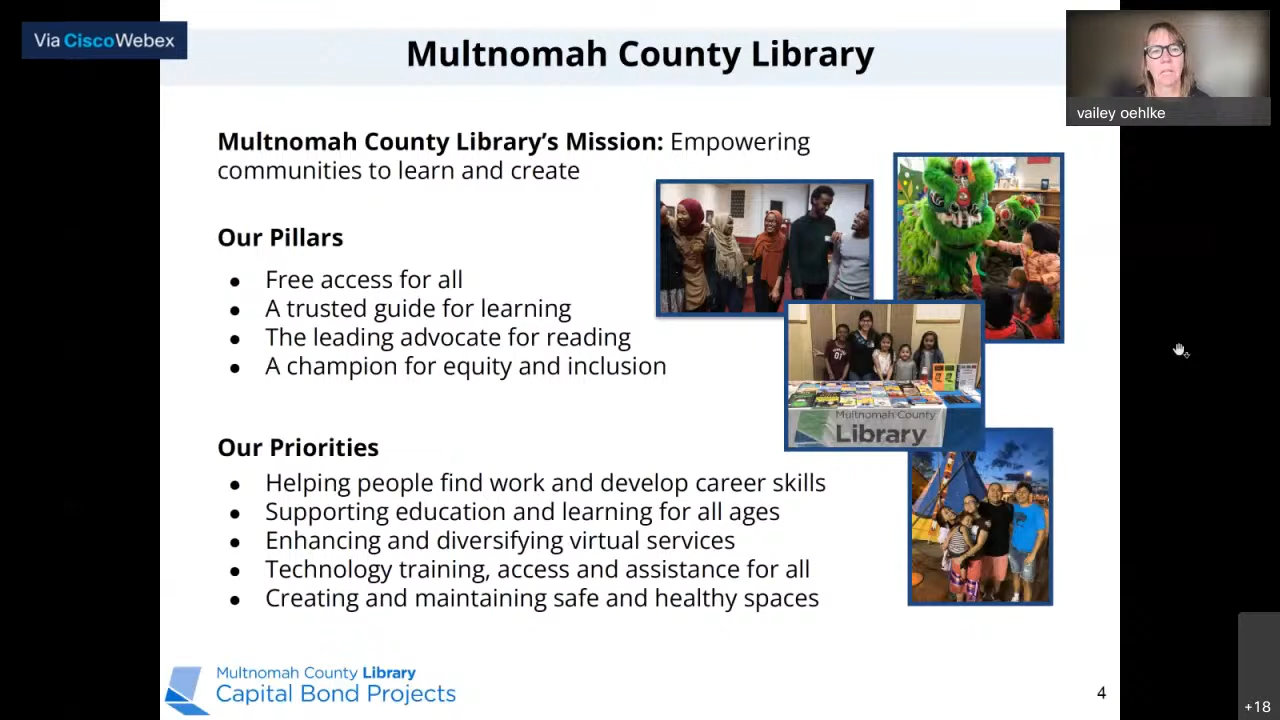 Via Cisco Webex
Multnomah County Library
vailey oehlke
Multnomah County Library's Mission: Empowering
communities to learn and create
Our Pillars
● Free access for all
● A trusted guide for learning
● The leading advocate for reading
● A champion for equity and inclusion
Multnomah County
Library
Our Priorities
● Helping people find work and develop career skills
● Supporting education and learning for all ages
● Enhancing and diversifying virtual services
● Technology training, access and assistance for all
● Creating and maintaining safe and healthy spaces
Multnomah County Library
Capital Bond Projects
4
+18